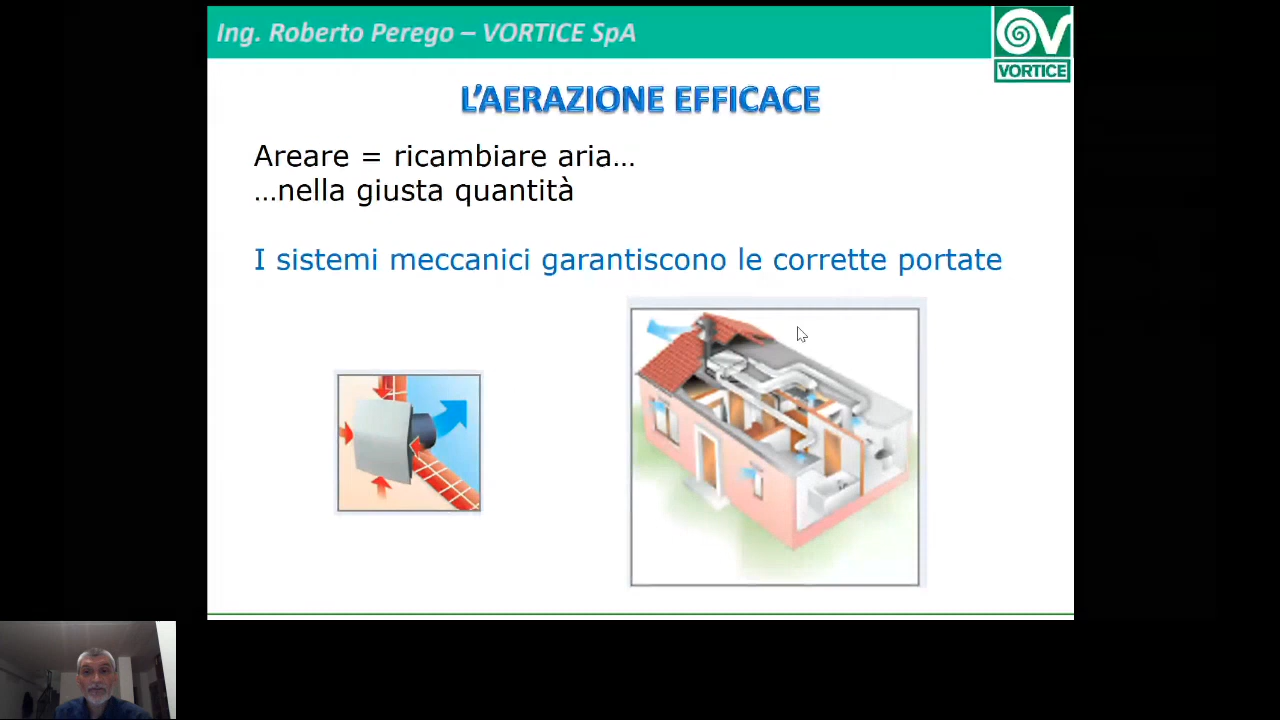 Ing. Roberto Perego – VORTICE SpA
VORTICE
L'AERAZIONE EFFICACE
Areare = ricambiare aria…
…nella giusta quantità
I sistemi meccanici garantiscono le corrette portate